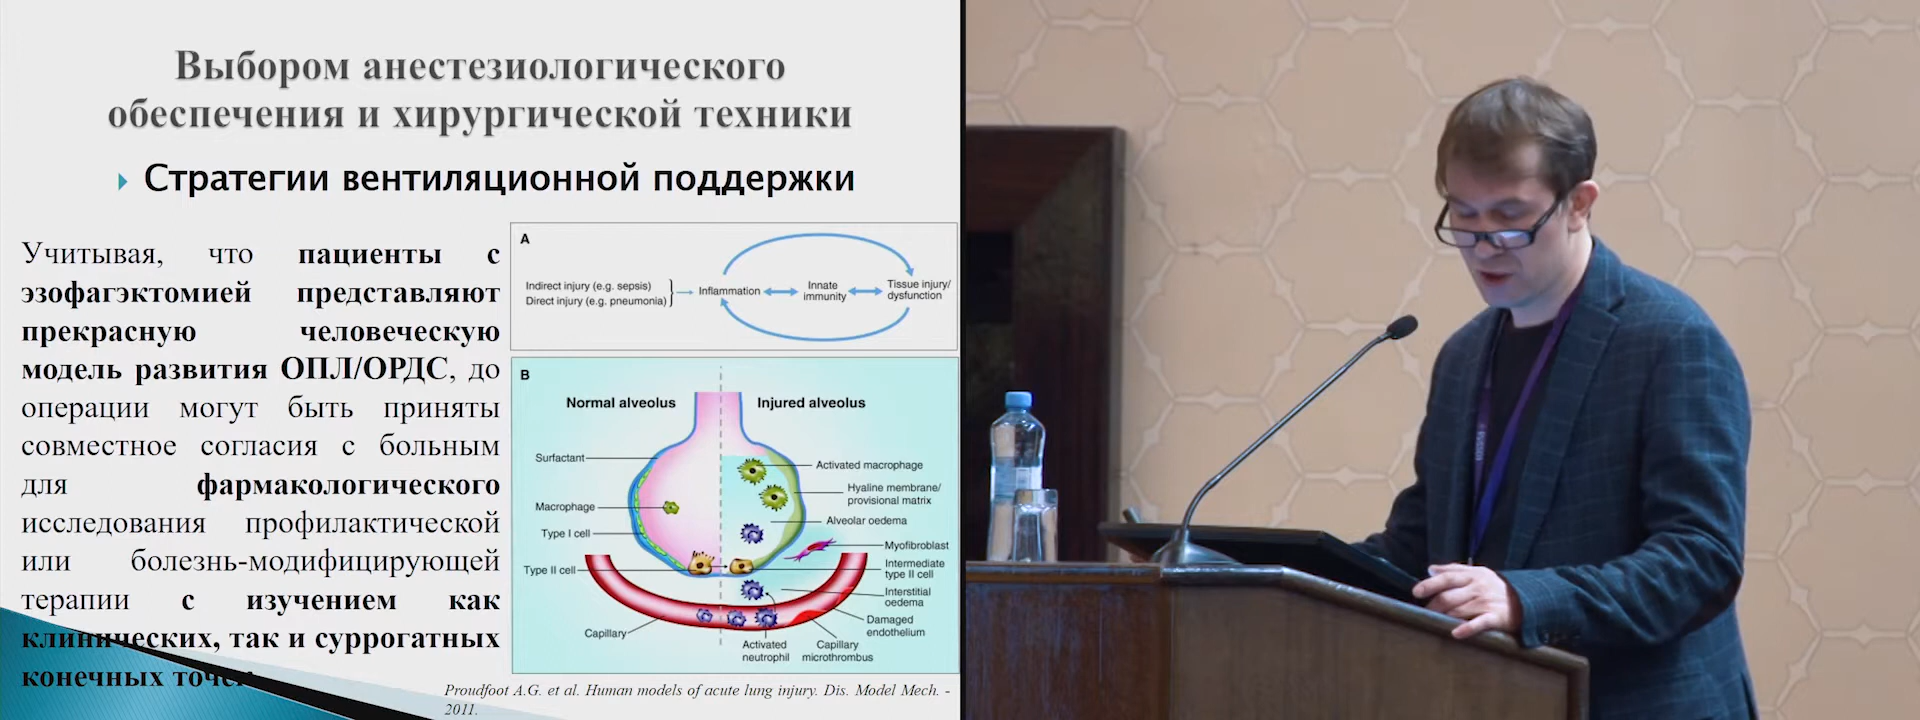 Выбором анестезиологического
обеспечения и хирургической техники
Стратегии вентиляционной поддержки
Учитывая, что пациенты с
эзофагэктомией представляют
прекрасную человеческую
модель развития ОПЛ/ОРДС, до
операции могут быть приняты
совместное согласия с больным
для фармакологического
исследования профилактической
или болезнь-модифицирующей
терапии с изучением как
клинических, так и суррогатных
конечных точек
A
Indirect injury (e.g. sepsis)
Direct injury (e.g. pneumonia)
Inflammation
Innate
immunity
Tissue injury/
dysfunction
B
Normal alveolus
Injured alveolus
Surfactant
Macrophage
Type I cell
Type II cell
Capillary
Activated macrophage
Hyaline membrane/
provisional matrix
Alveolar oedema
Myofibroblast
Intermediate
type II cell
Interstitial
oedema
Damaged
endothelium
Activated
neutrophil
Capillary
microthrombus
Proudfoot A.G. et al. Human models of acute lung injury. Dis. Model Mech. -
2011.